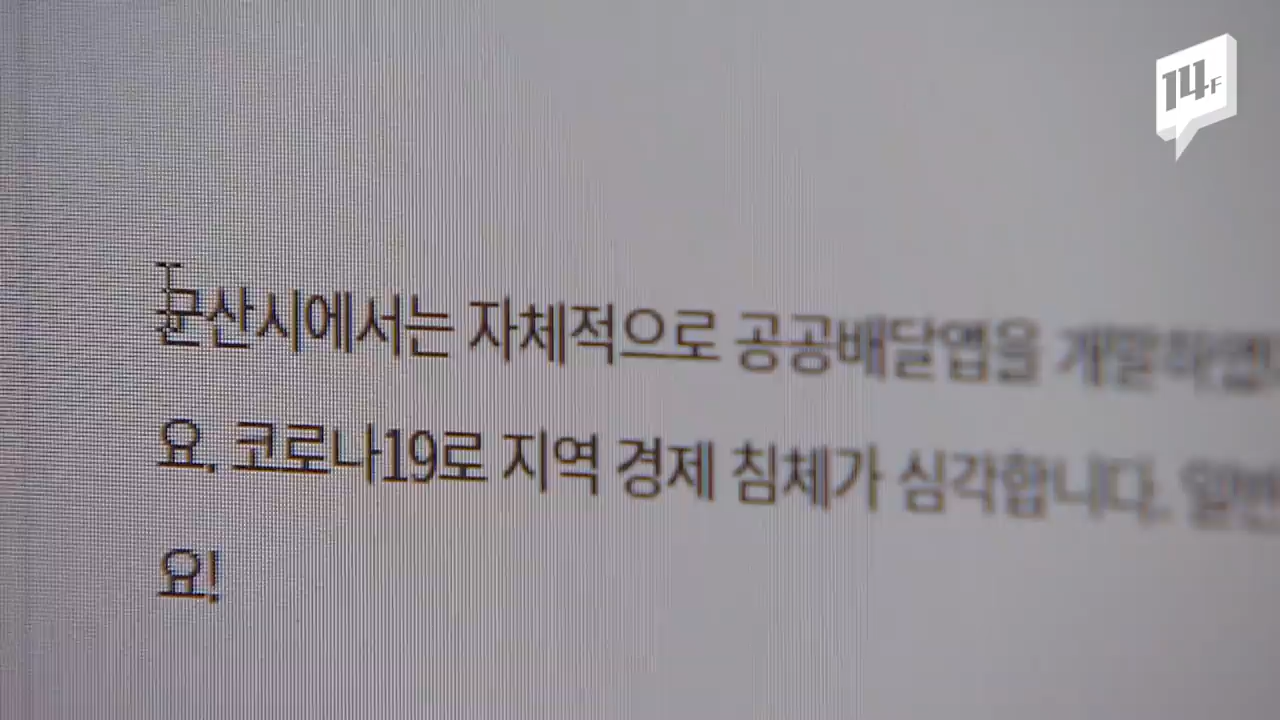 14F
군산시에서는 자체적으로 공공배달앱을
요, 코로나19로 지역 경제 침체가 심각합니다. 일반
요!